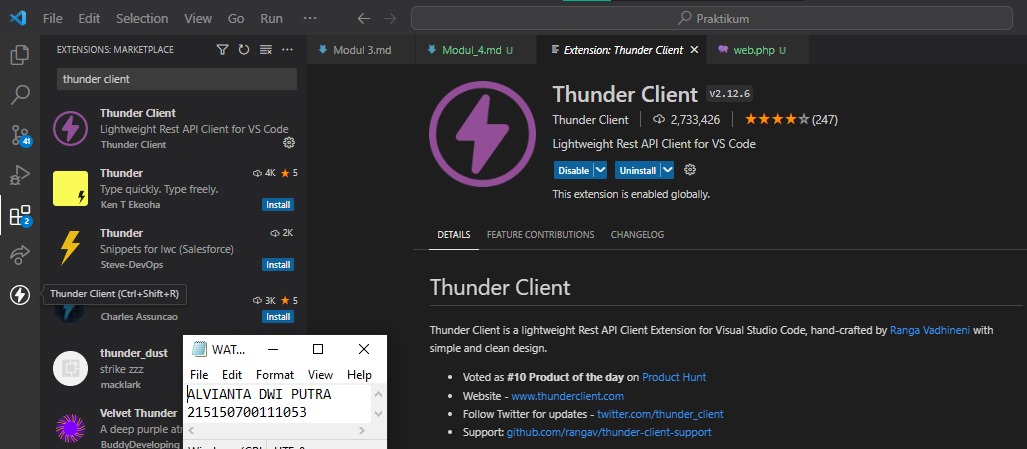 File Edit Selection View Go Run ... Praktikum
EXTENSIONS: MARKETPLACE
thunder client
Thunder Client
Lightweight Rest API Client for VS Code
Thunder Client
Thunder 4K 5
Type quickly. Type freely.
Ken T Ekeoha Install
Thunder 2K
Snippets for lwc (Salesforce)
Steve-DevOps Install
Thunder Client (Ctrl+Shift+R)
3K 5
Charles Assuncao Install
thunder_dust
strike zzz
macklark
Velvet Thunder
A deep purple
BuddyDeveloping
41
2
Modul 3.md Modul_4.md U Extension: Thunder Client web.php U
Thunder Client v2.12.6
Thunder Client 2,733,426 (247)
Lightweight Rest API Client for VS Code
Disable Uninstall
This extension is enabled globally.
DETAILS FEATURE CONTRIBUTIONS CHANGELOG
Thunder Client
Thunder Client is a lightweight Rest API Client Extension for Visual Studio Code, hand-crafted by Ranga Vadhineni with
simple and clean design.
• Voted as #10 Product of the day on Product Hunt
• Website - www.thunderclient.com
• Follow Twitter for updates - twitter.com/thunder_client
• Support: github.com/rangav/thunder-client-support
WAT...
File Edit Format View Help
ALVIANTA DWI PUTRA
215150700111053